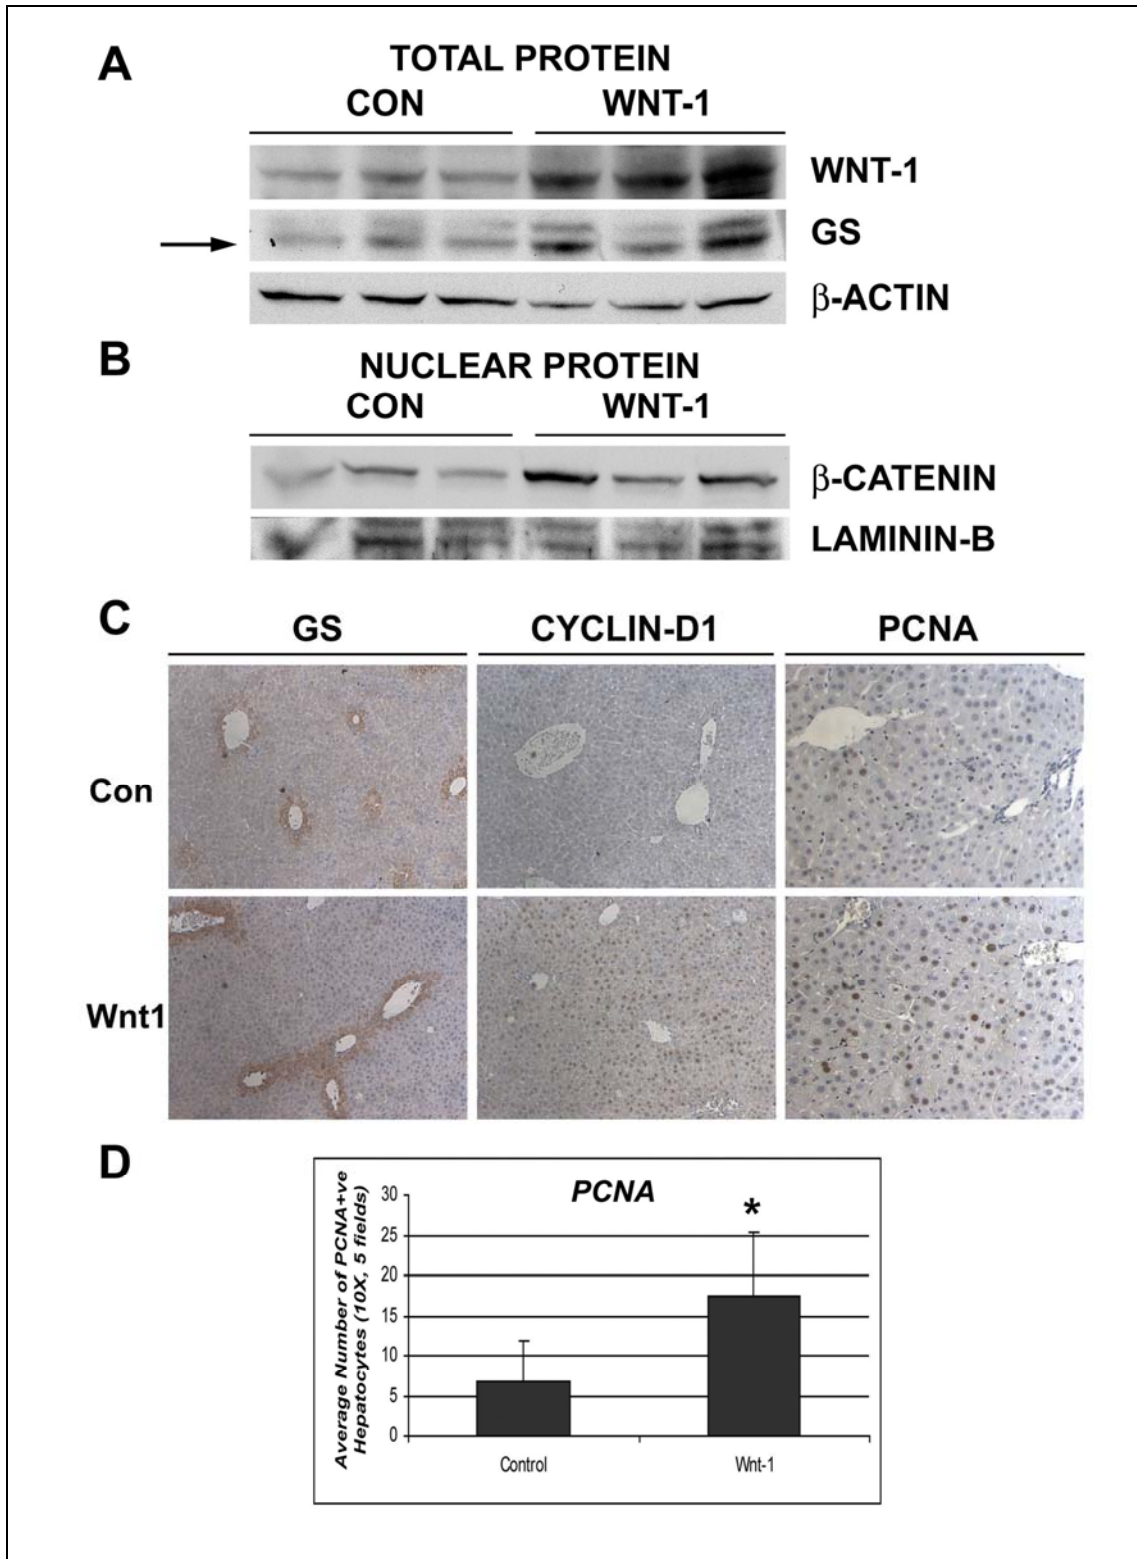 A
TOTAL PROTEIN
CON WNT-1
WNT-1
GS
β-ACTIN
B
NUCLEAR PROTEIN
CON WNT-1
β-CATENIN
LAMININ-B
C
GS CYCLIN-D1 PCNA
Con
Wnt1
D
PCNA
*
Average Number of PCNA+ve
Hepatocytes (10X, 5 fields)
30
25
20
15
10
5
0
Control Wnt-1